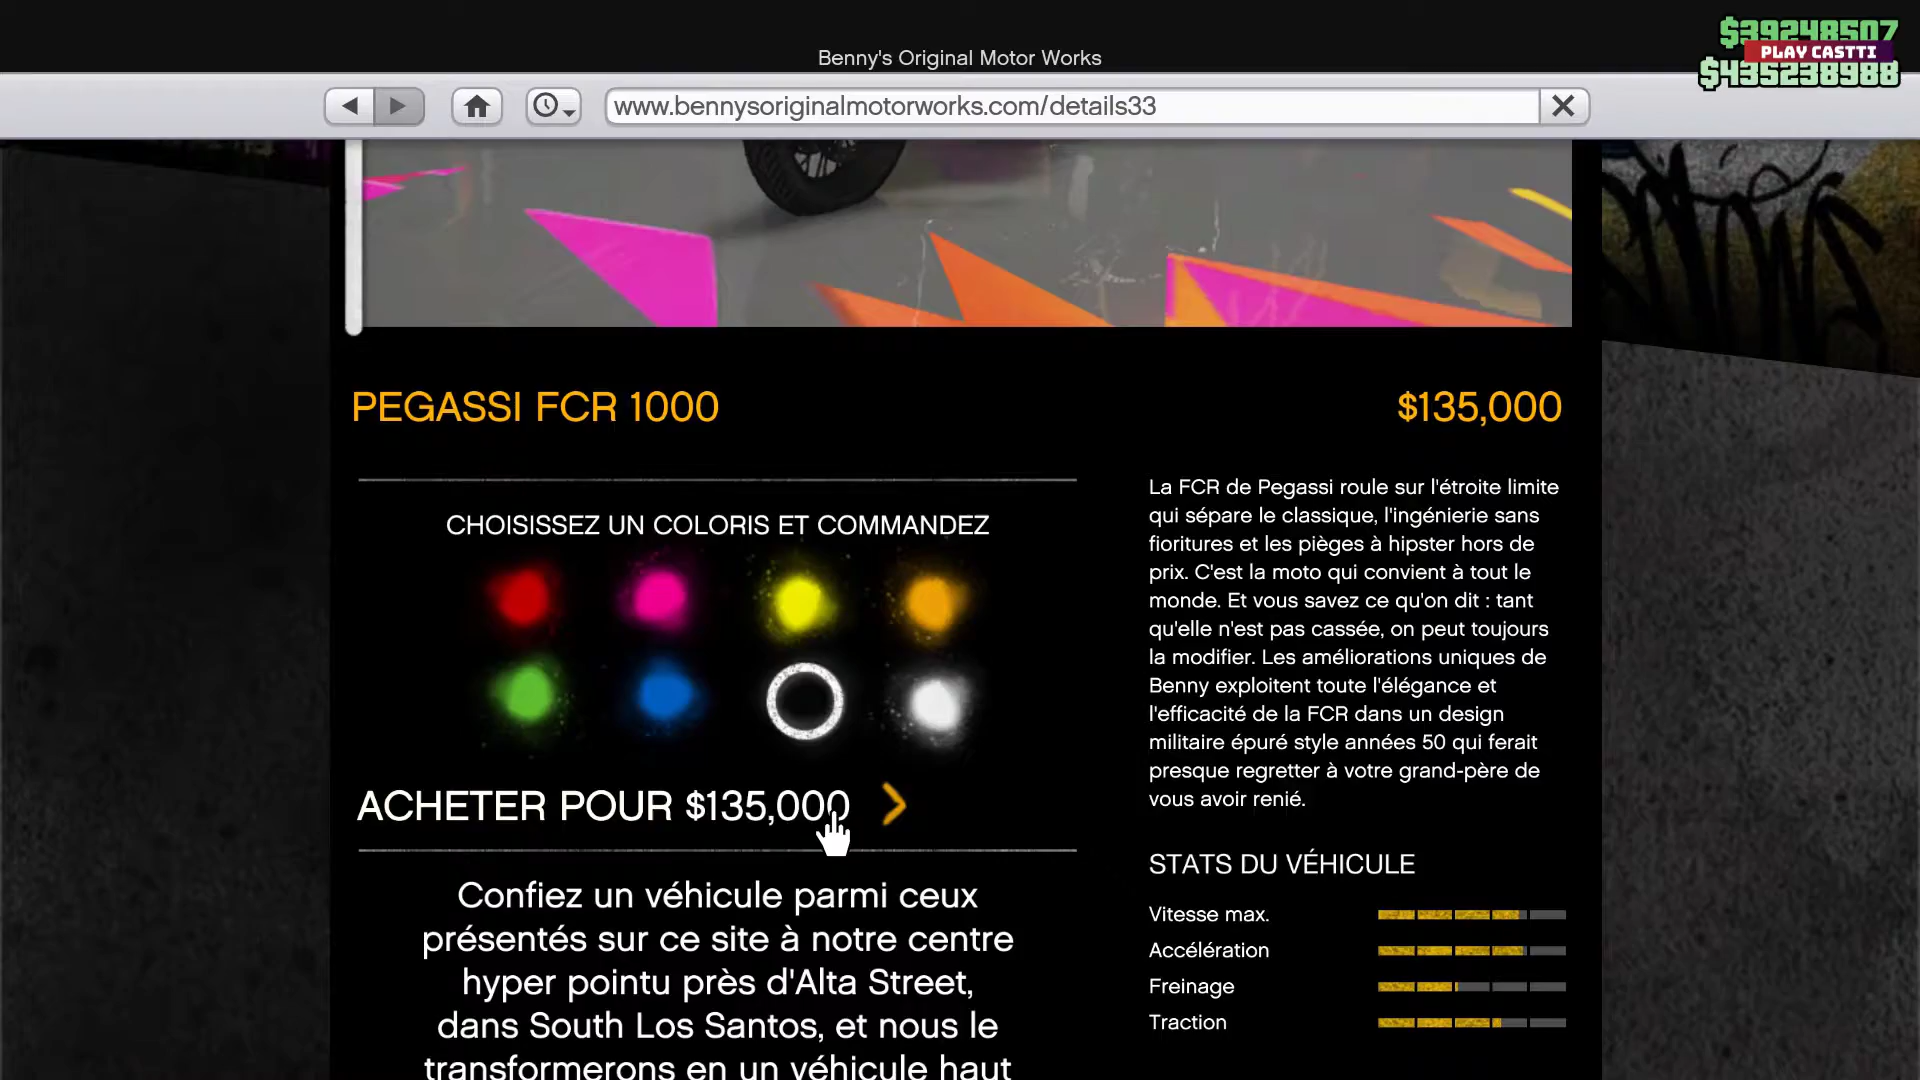 Benny's Original Motor Works
$39248507
PLAY CASTTI
$435238988
www.bennysoriginalmotorworks.com/details33
PEGASSI FCR 1000
$135,000
CHOISISSEZ UN COLORIS ET COMMANDEZ
ACHETER POUR $135,000
Confiez un véhicule parmi ceux
présentés sur ce site à notre centre
hyper pointu près d'Alta Street,
dans South Los Santos, et nous le
transformerons en un véhicule haut
La FCR de Pegassi roule sur l'étroite limite
qui sépare le classique, l'ingénierie sans
fioritures et les pièges à hipster hors de
prix. C'est la moto qui convient à tout le
monde. Et vous savez ce qu'on dit : tant
qu'elle n'est pas cassée, on peut toujours
la modifier. Les améliorations uniques de
Benny exploitent toute l'élégance et
l'efficacité de la FCR dans un design
militaire épuré style années 50 qui ferait
presque regretter à votre grand-père de
vous avoir renié.
STATS DU VÉHICULE
Vitesse max.
Accélération
Freinage
Traction